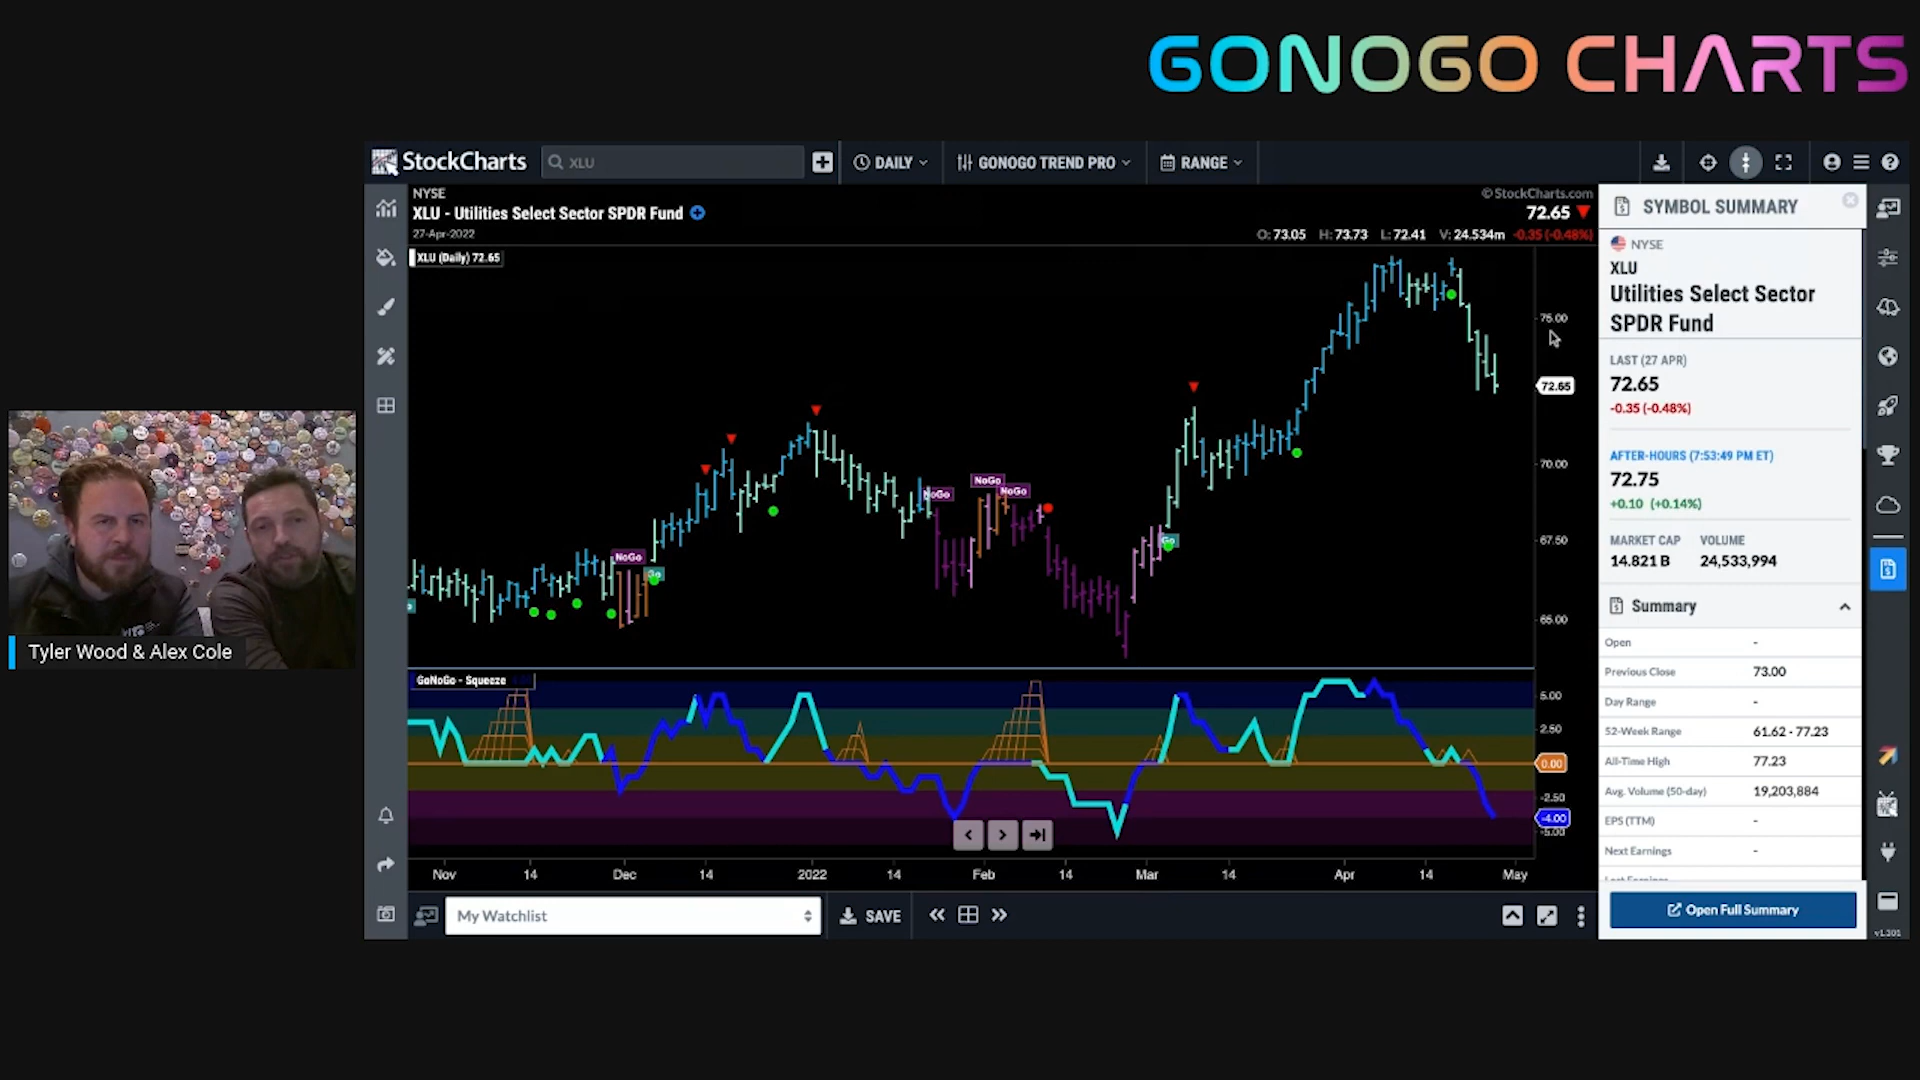 GONOGO CHARTS
StockCharts
XLU
DAILY
GONOGO TREND PRO
RANGE
NYSE
XLU - Utilities Select Sector SPDR Fund
27-Apr-2022
© StockCharts.com
72.65
O: 73.05 H: 73.73 L: 72.41 V: 24.534m -0.35 (-0.48%)
XLU (Daily) 72.65
75.00
72.65
70.00
67.50
65.00
NoGo
Go
NoGo
NoGo
NoGo
Go
GoNoGo - Squeeze
5.00
2.50
0.00
-2.50
-4.00
-5.00
Nov 14 Dec 14 2022 14 Feb 14 Mar 14 Apr 14 May
My Watchlist
SAVE
SYMBOL SUMMARY
NYSE
XLU
Utilities Select Sector
SPDR Fund
LAST (27 APR)
72.65
-0.35 (-0.48%)
AFTER-HOURS (7:53:49 PM ET)
72.75
+0.10 (+0.14%)
MARKET CAP VOLUME
14.821 B 24,533,994
Summary
Open -
Previous Close 73.00
Day Range -
52-Week Range 61.62 - 77.23
All-Time High 77.23
Avg. Volume (50-day) 19,203,884
EPS (TTM) -
Next Earnings -
Open Full Summary
v1.301
Tyler Wood & Alex Cole